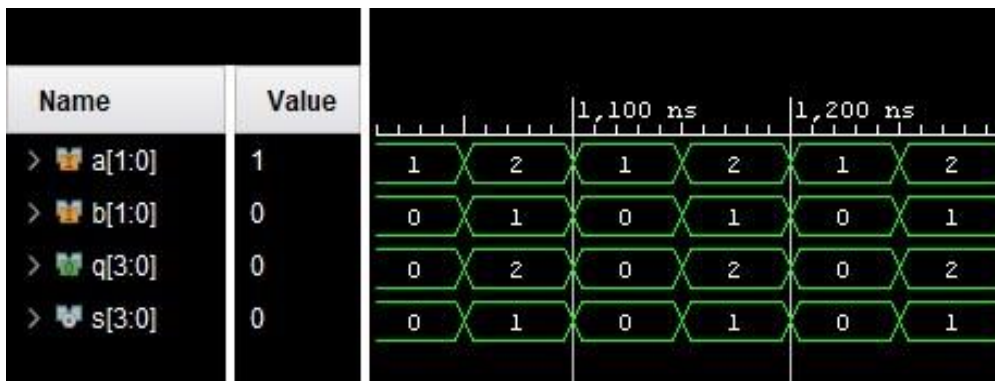 Name Value 1,100 ns 1,200 ns
a[1:0] 1 1 2 1 2 1 2
b[1:0] 0 0 1 0 1 0 1
q[3:0] 0 0 2 0 2 0 2
s[3:0] 0 0 1 0 1 0 1